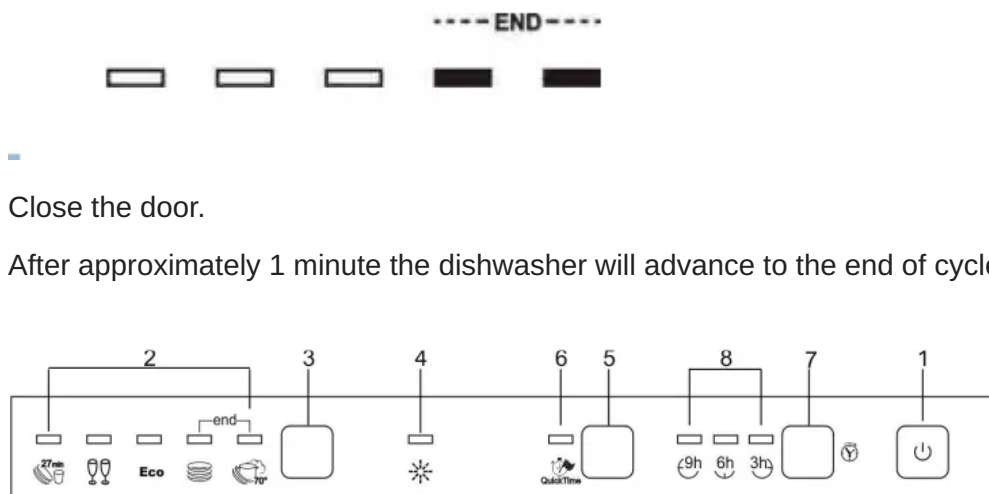 ----END----
Close the door.
After approximately 1 minute the dishwasher will advance to the end of cycle
2 3 4 6 5 8 7 1
end
27min Eco 70° QuickTime 9h 6h 3h